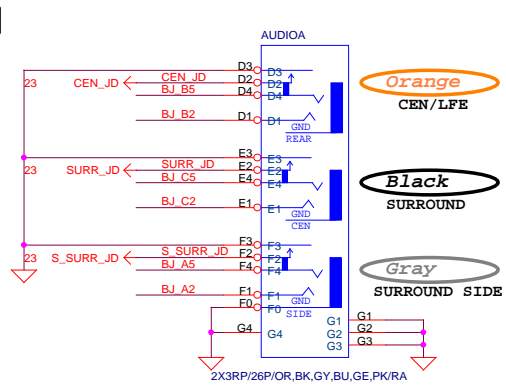 AUDIOA
D3 D3
23 CEN_JD CEN_JD D2 D2
BJ_B5 D4 D4
BJ_B2 D1 D1
GND
REAR
Orange
CEN/LFE
E3 E3
23 SURR_JD SURR_JD E2 E2
BJ_C5 E4 E4
BJ_C2 E1 E1
GND
CEN
Black
SURROUND
F3 F3
23 S_SURR_JD S_SURR_JD F2 F2
BJ_A5 F4 F4
BJ_A2 F1 F1
GND
F0 F0
SIDE
Gray
SURROUND SIDE
G4 G4
G1 G1
G2 G2
G3 G3
2X3RP/26P/OR,BK,GY,BU,GE,PK/RA